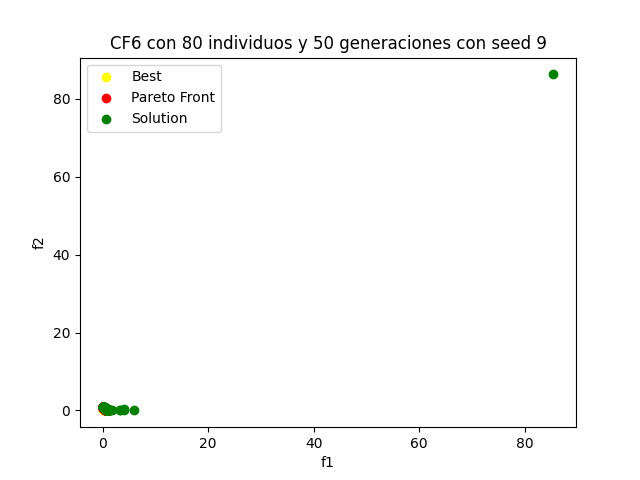 CF6 con 80 individuos y 50 generaciones con seed 9
Best
Pareto Front
Solution
80
60
40
20
0
f2
0 20 40 60 80
f1